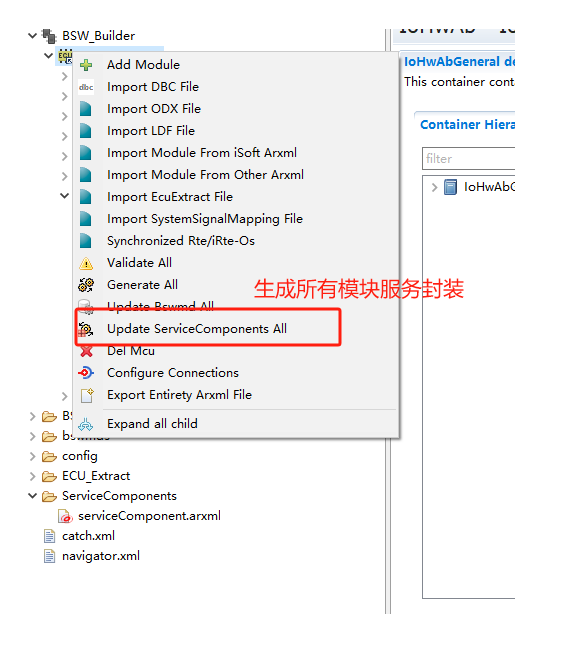 BSW_Builder
IoHwAbGeneral de
This container cont
Container Hiera
filter
IoHwAbG
ECU
Add Module
dbc
Import DBC File
Import ODX File
Import LDF File
Import Module From iSoft Arxml
Import Module From Other Arxml
Import EcuExtract File
Import SystemSignalMapping File
Synchronized Rte/iRte-Os
Validate All
Generate All
生成所有模块服务封装
Update Bswmd All
Update ServiceComponents All
Del Mcu
Configure Connections
Export Entirety Arxml File
Expand all child
bswmds
config
ECU_Extract
ServiceComponents
serviceComponent.arxml
catch.xml
navigator.xml